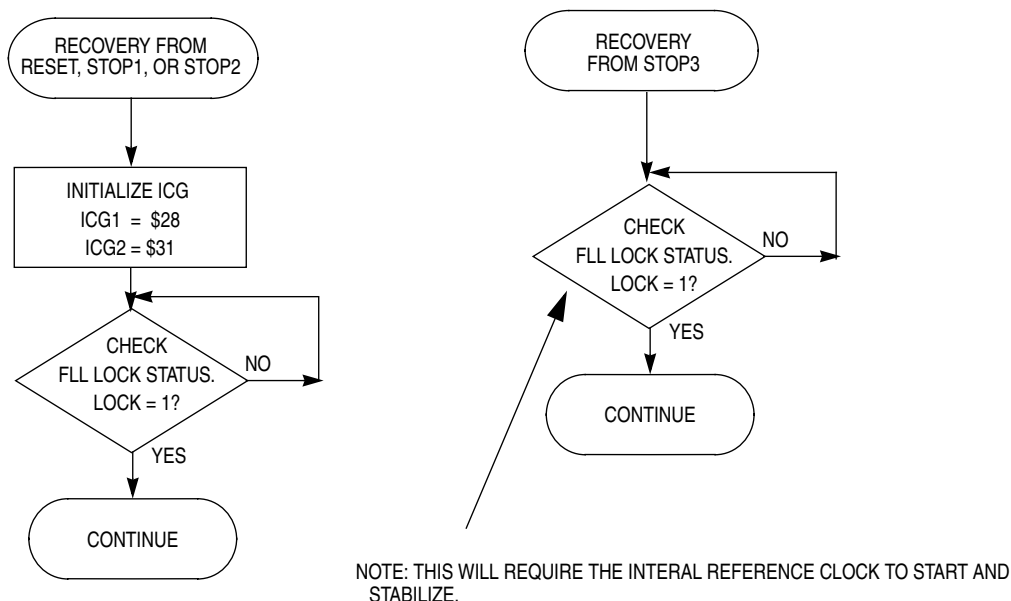 RECOVERY FROM
RESET, STOP1, OR STOP2
INITIALIZE ICG
ICG1 = $28
ICG2 = $31
CHECK
FLL LOCK STATUS.
LOCK = 1?
NO
YES
CONTINUE
RECOVERY
FROM STOP3
CHECK
FLL LOCK STATUS.
LOCK = 1?
NO
YES
CONTINUE
NOTE: THIS WILL REQUIRE THE INTERAL REFERENCE CLOCK TO START AND
STABILIZE.